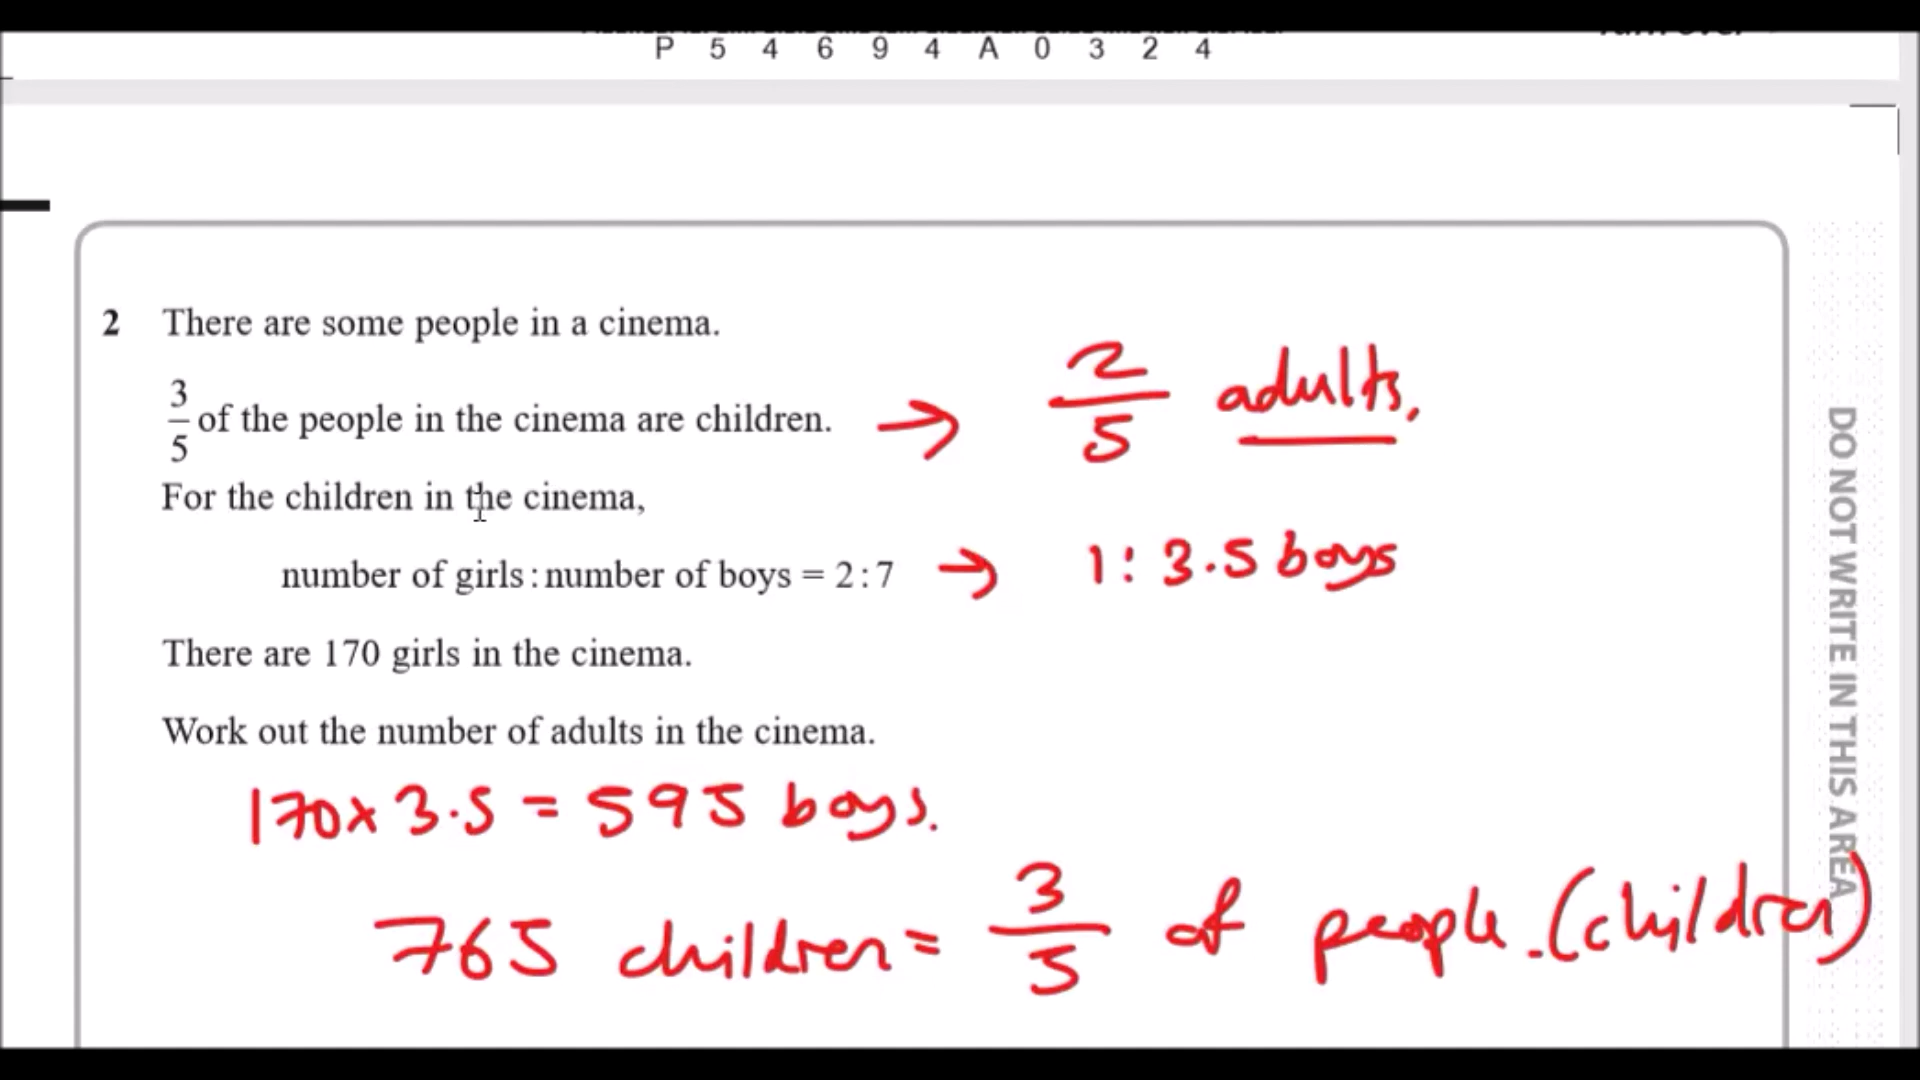 P 5 4 6 9 4 A 0 3 2 4
2 There are some people in a cinema.
3/5 of the people in the cinema are children. → 2/5 adults.
For the children in the cinema,
number of girls : number of boys = 2 : 7 → 1 : 3.5 boys
There are 170 girls in the cinema.
Work out the number of adults in the cinema.
170 x 3.5 = 595 boys.
765 children = 3/5 of people. (children)
DO NOT WRITE IN THIS AREA